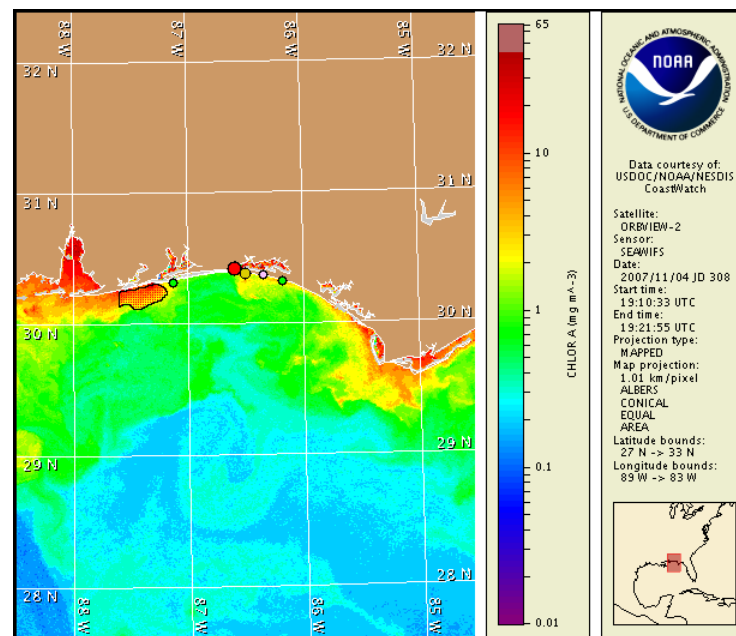 88 W
87 W
86 W
85 W
32 N
32 N
31 N
31 N
30 N
30 N
29 N
29 N
28 N
28 N
88 W
87 W
86 W
85 W
65
10
1
0.1
0.01
CHLOR A (mg mA-3)
NATIONAL OCEANIC AND ATMOSPHERIC ADMINISTRATION
NOAA
U.S. DEPARTMENT OF COMMERCE
Data courtesy of:
USDOC/NOAA/NESDIS
CoastWatch
Satellite:
ORBVIEW-2
Sensor:
SEAWIFS
Date:
2007/11/04 JD 308
Start time:
19:10:33 UTC
End time:
19:21:55 UTC
Projection type:
MAPPED
Map projection:
1.01 km/pixel
ALBERS
CONICAL
EQUAL
AREA
Latitude bounds:
27 N -> 33 N
Longitude bounds:
89 W -> 83 W